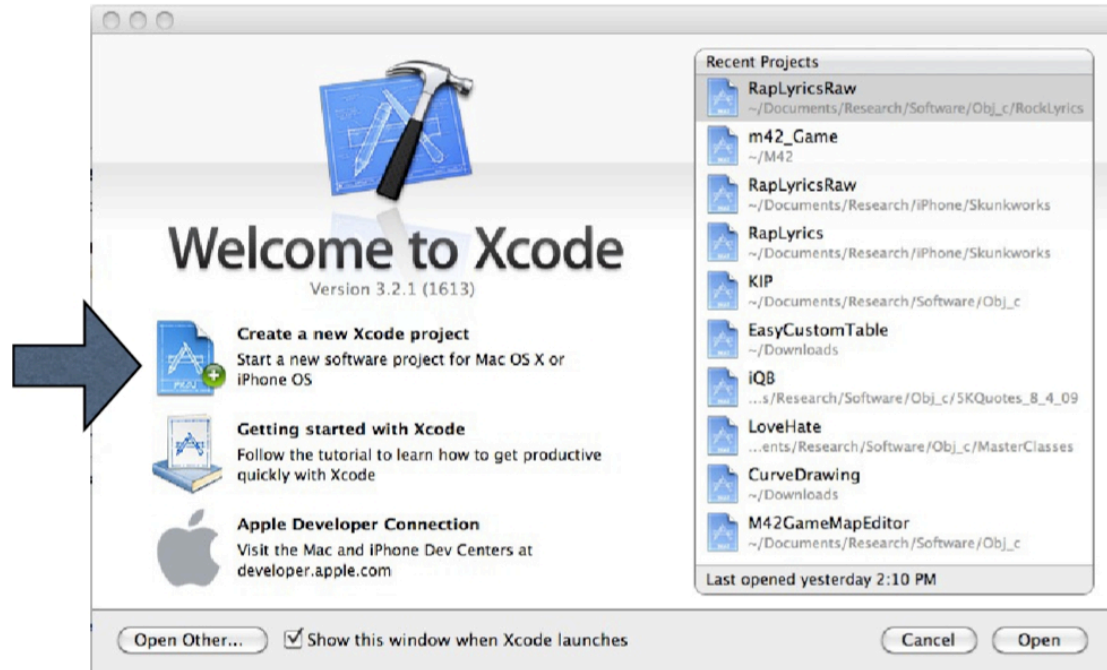 Welcome to Xcode
Version 3.2.1 (1613)
Create a new Xcode project
Start a new software project for Mac OS X or
iPhone OS
Getting started with Xcode
Follow the tutorial to learn how to get productive
quickly with Xcode
Apple Developer Connection
Visit the Mac and iPhone Dev Centers at
developer.apple.com
Recent Projects
RapLyricsRaw
~/Documents/Research/Software/Obj_c/RockLyrics
m42_Game
~/M42
RapLyricsRaw
~/Documents/Research/iPhone/Skunkworks
RapLyrics
~/Documents/Research/iPhone/Skunkworks
KIP
~/Documents/Research/Software/Obj_c
EasyCustomTable
~/Downloads
iQB
...s/Research/Software/Obj_c/5KQuotes_8_4_09
LoveHate
...ents/Research/Software/Obj_c/MasterClasses
CurveDrawing
~/Downloads
M42GameMapEditor
~/Documents/Research/Software/Obj_c
Last opened yesterday 2:10 PM
Open Other...
Show this window when Xcode launches
Cancel
Open